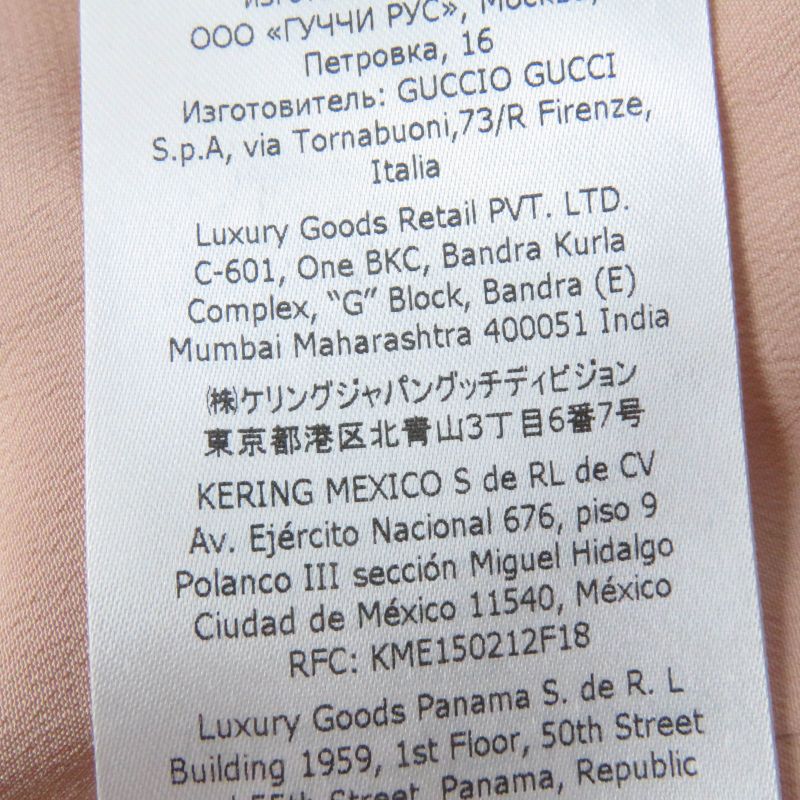 ООО «ГУЧЧИ РУС», Москва,
Петровка, 16
Изготовитель: GUCCIO GUCCI
S.p.A, via Tornabuoni,73/R Firenze,
Italia
Luxury Goods Retail PVT. LTD.
C-601, One BKC, Bandra Kurla
Complex, “G” Block, Bandra (E)
Mumbai Maharashtra 400051 India
㈱ケリングジャパングッチディビジョン
東京都港区北青山3丁目6番7号
KERING MEXICO S de RL de CV
Av. Ejército Nacional 676, piso 9
Polanco III sección Miguel Hidalgo
Ciudad de México 11540, México
RFC: KME150212F18
Luxury Goods Panama S. de R. L
Building 1959, 1st Floor, 50th Street
55th Street, Panama, Republic